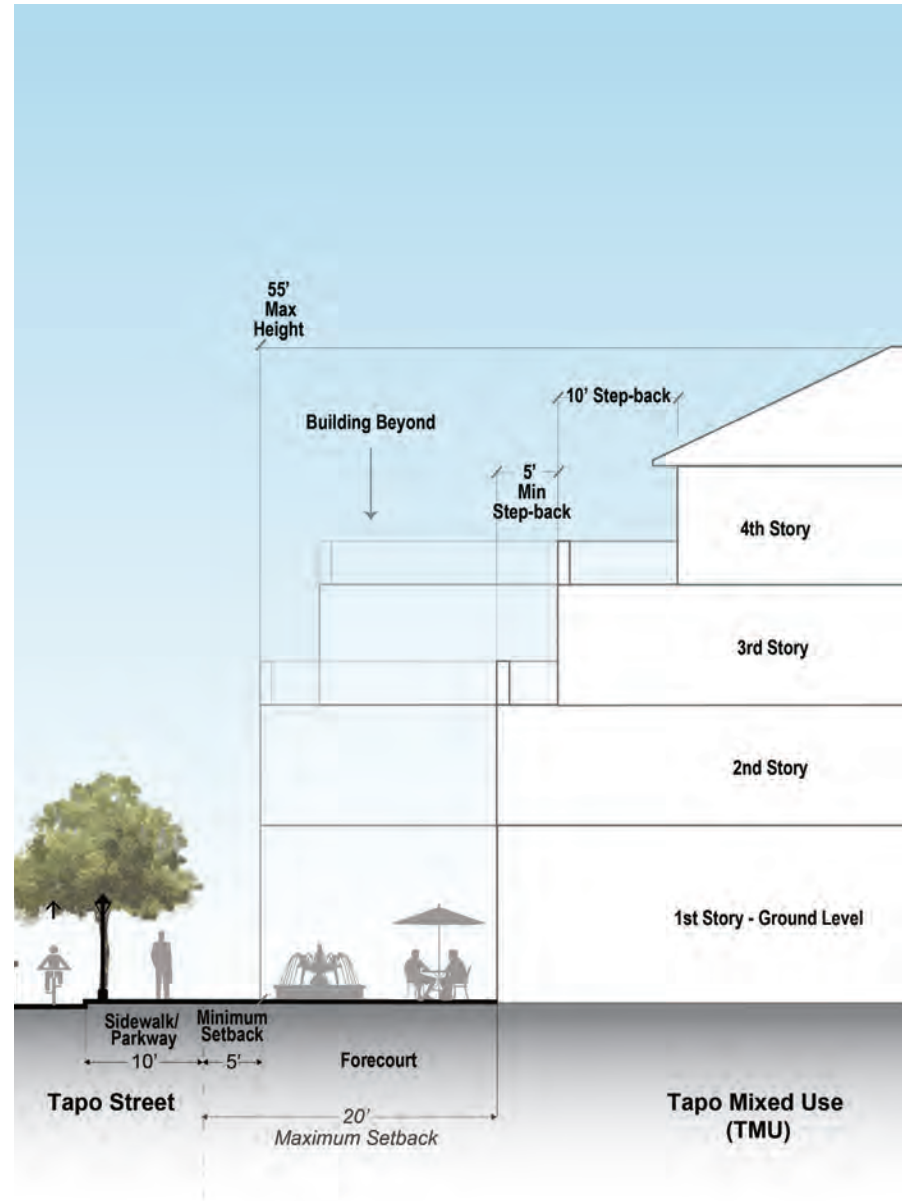 55'
Max
Height
10' Step-back
Building Beyond
5'
Min
Step-back
4th Story
3rd Story
2nd Story
1st Story - Ground Level
Sidewalk/
Parkway
10'
Minimum
Setback
5'
Forecourt
Tapo Street
20'
Maximum Setback
Tapo Mixed Use
(TMU)